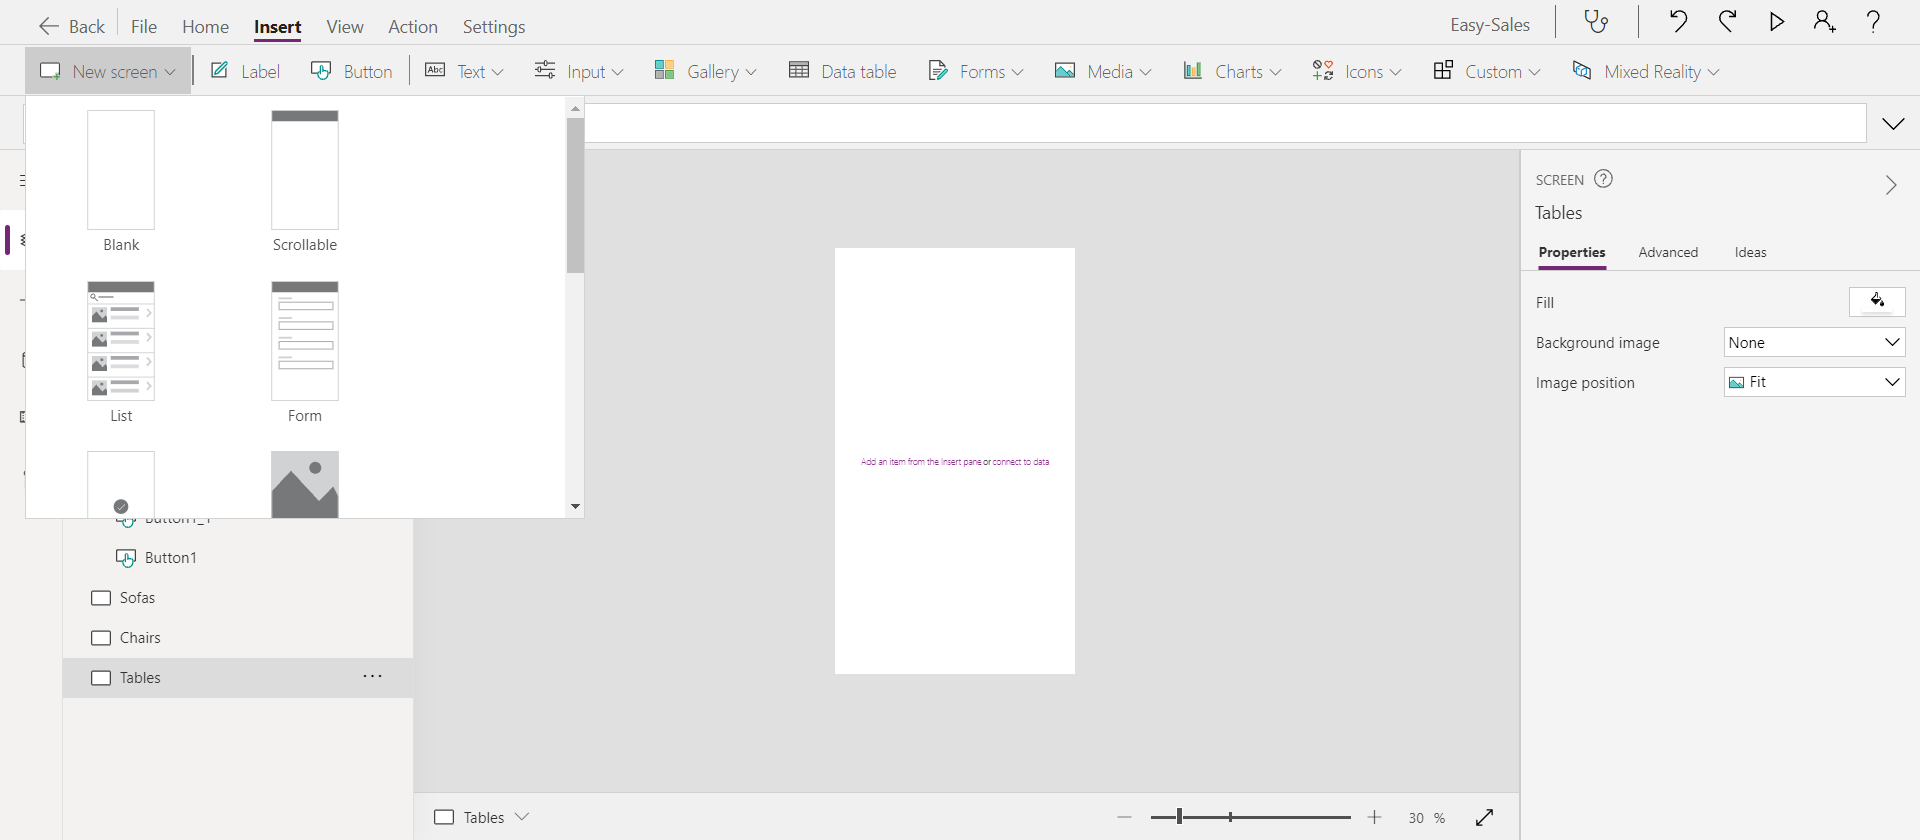 Back File Home Insert View Action Settings Easy-Sales
New screen Label Button Abc Text Input Gallery Data table Forms Media Charts Icons Custom Mixed Reality
Blank Scrollable
List Form
Button1_1
Button1
Sofas
Chairs
Tables
Add an item from the Insert pane or connect to data
SCREEN
Tables
Properties Advanced Ideas
Fill
Background image None
Image position Fit
Tables 30 %